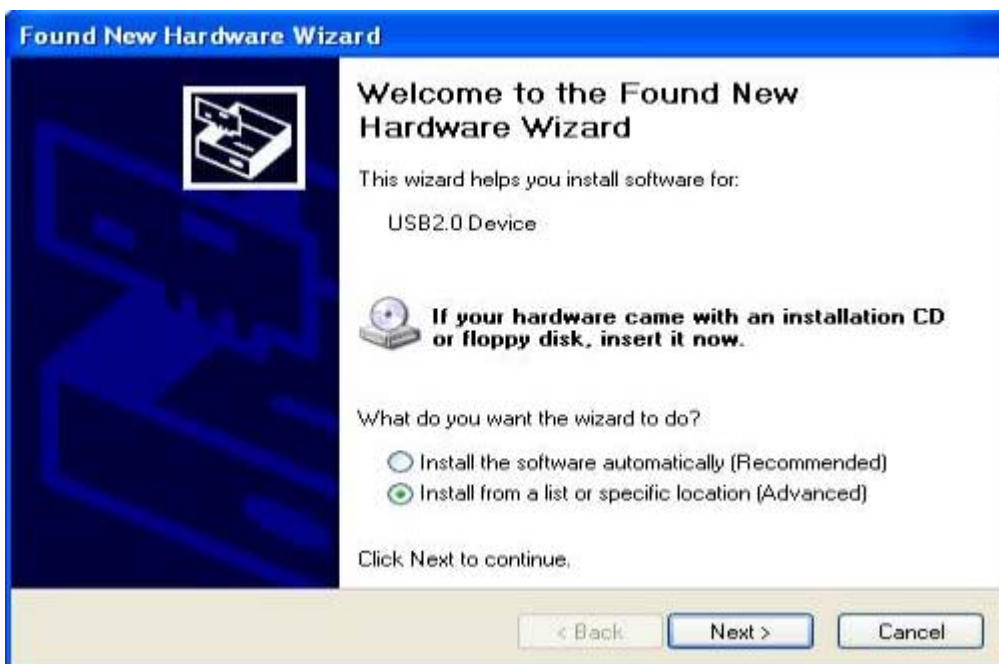 Found New Hardware Wizard
Welcome to the Found New
Hardware Wizard
This wizard helps you install software for:
USB2.0 Device
If your hardware came with an installation CD
or floppy disk, insert it now.
What do you want the wizard to do?
Install the software automatically (Recommended)
Install from a list or specific location (Advanced)
Click Next to continue.
< Back Next > Cancel